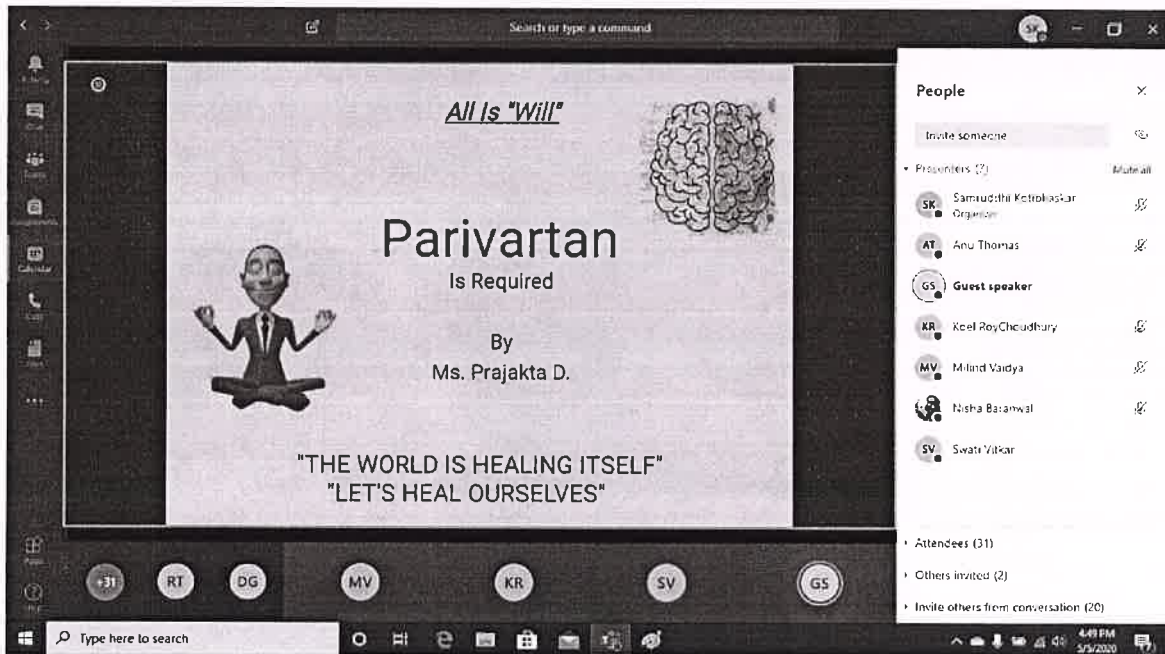 Search or type a command
SK
Calendar
All Is "Will"
Parivartan
Is Required
By
Ms. Prajakta D.
"THE WORLD IS HEALING ITSELF"
"LET'S HEAL OURSELVES"
+31
RT
DG
MV
KR
SV
GS
People
Invite someone
Presenters (7)
Mute all
SK
Organizer
AT Anu Thomas
GS Guest speaker
KR Koel RoyChoudhury
MV Milind Vaidya
Nisha Baranwal
SV Swati Vitkar
Attendees (31)
Others invited (2)
Invite others from conversation (20)
Type here to search
4:49 PM
5/5/2020